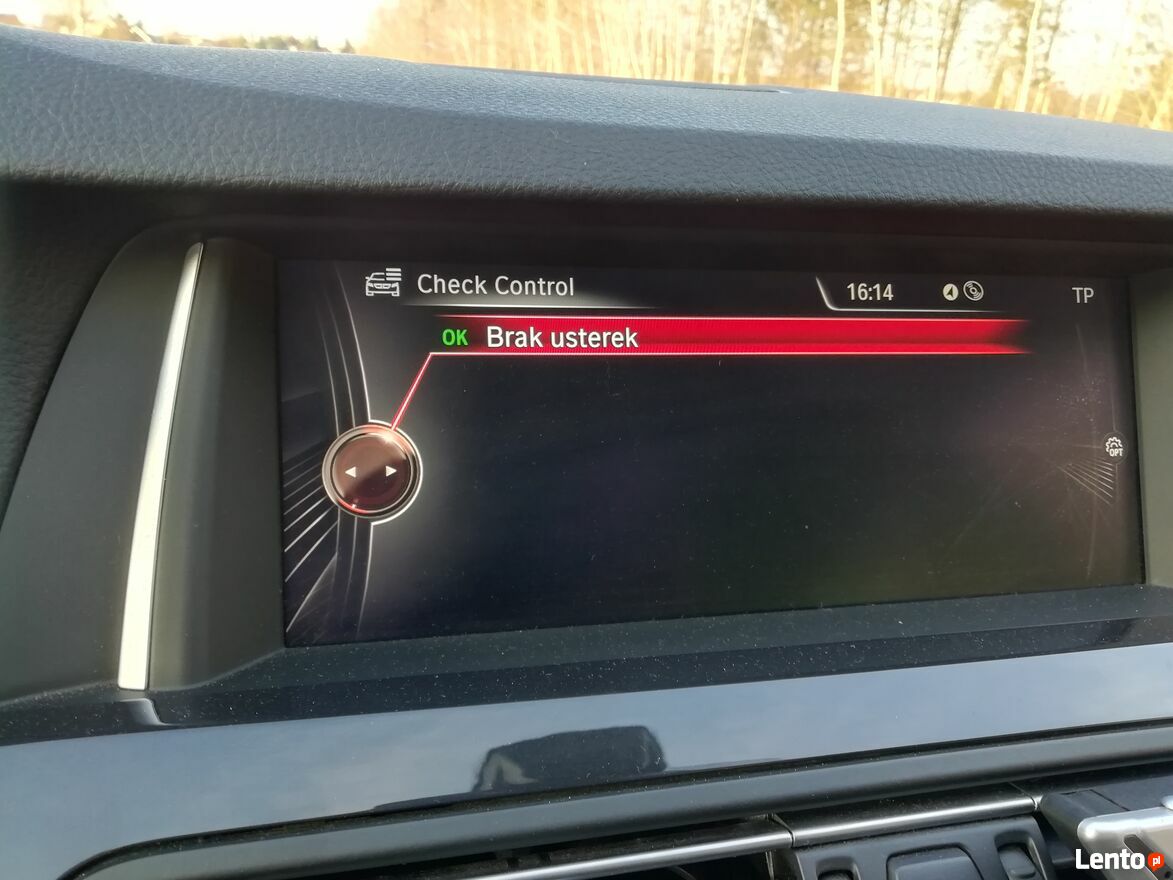 Check Control
16:14
TP
OK Brak usterek
OPT
Lento.pl